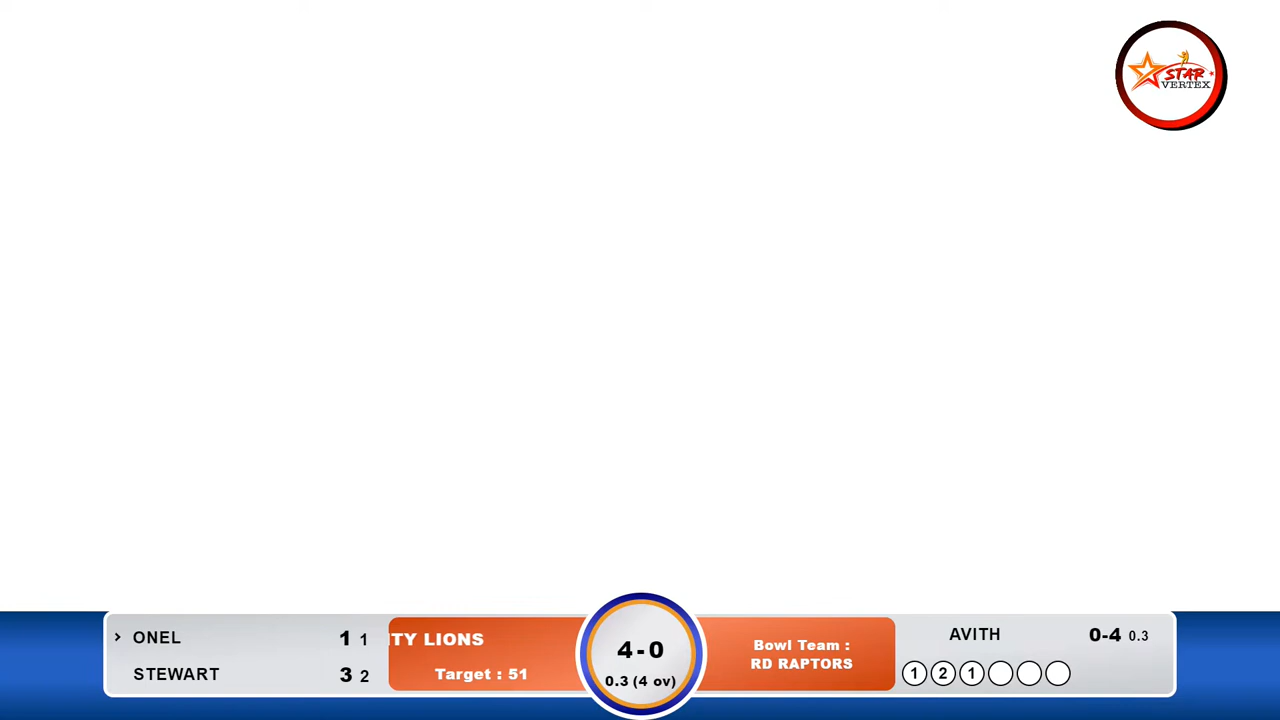 STAR
VERTEX
ONEL 1 1
STEWART 3 2
ITY LIONS
Target : 51
4-0
0.3 (4 ov)
Bowl Team :
RD RAPTORS
AVITH 0-4 0.3
1 2 1